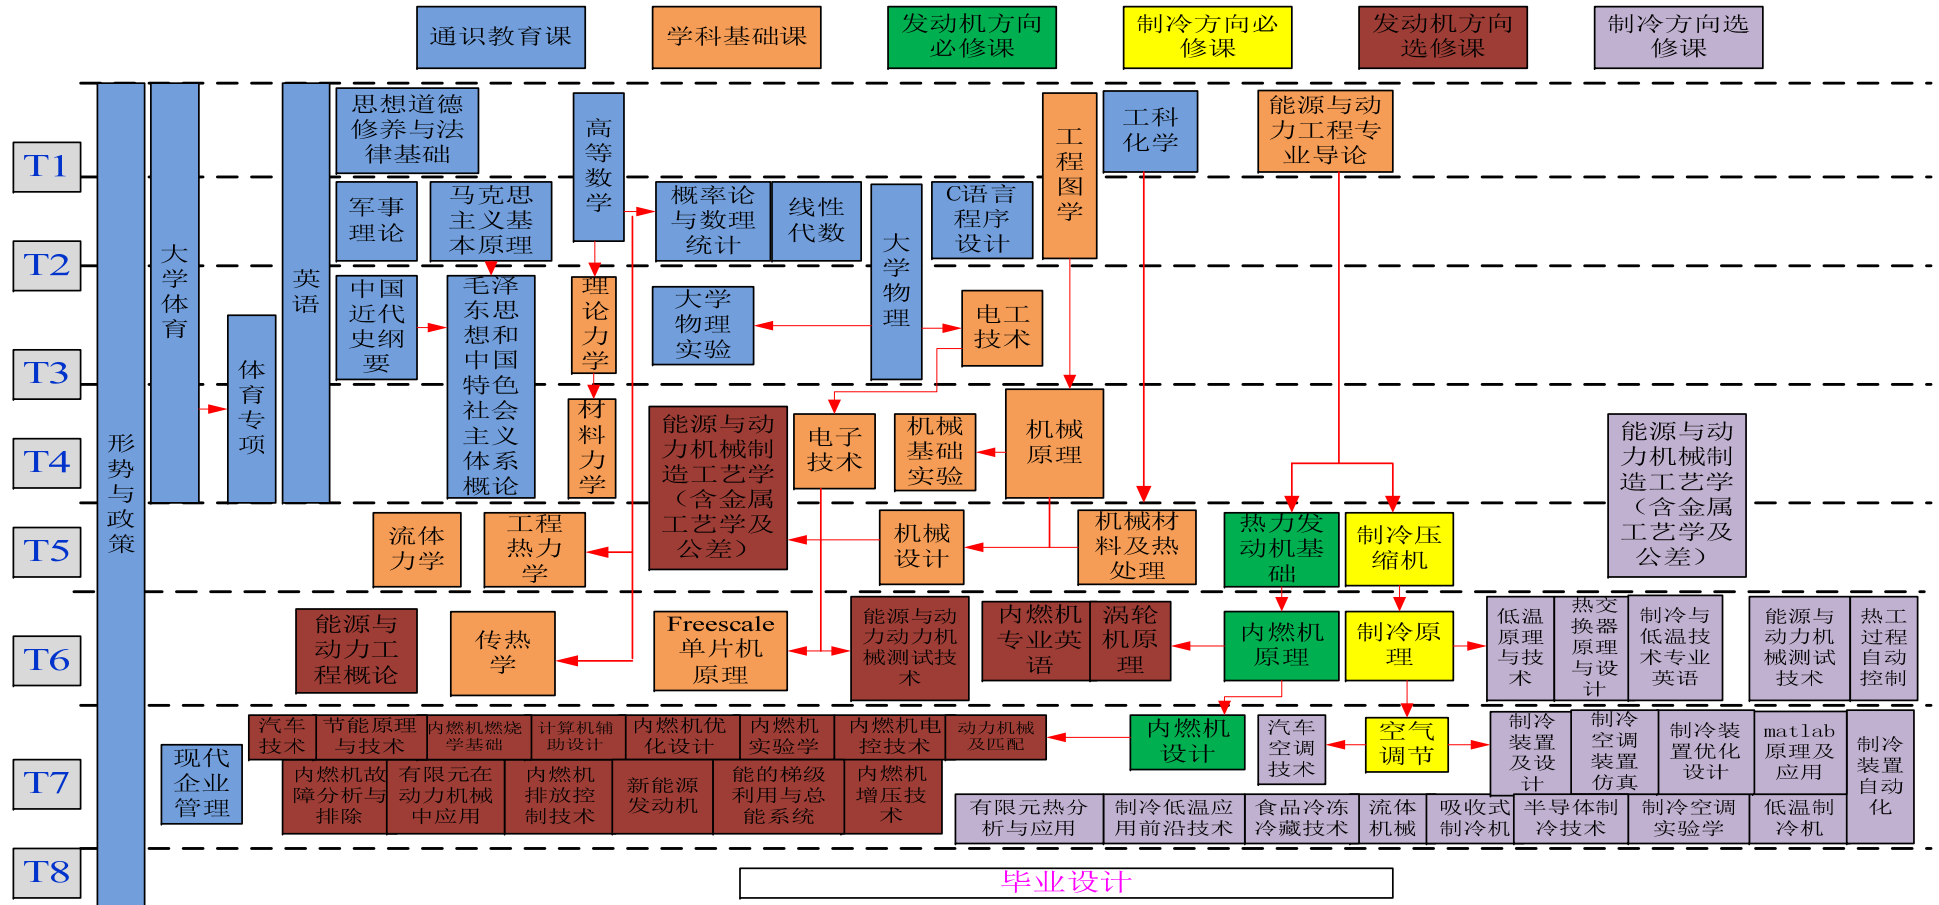 通识教育课
学科基础课
发动机方向
必修课
制冷方向必
修课
发动机方向
选修课
制冷方向选
修课
T1
T2
T3
T4
T5
T6
T7
T8
形势与政策
大学体育
体育专项
英语
思想道德
修养与法
律基础
高等数学
工程图学
工科
化学
能源与动
力工程专
业导论
军事
理论
马克思
主义基
本原理
概率论
与数理
统计
线性
代数
大学物理
C语言
程序
设计
中国
近代
史纲
要
毛泽
东思
想和
中国
特色
社会
主义
体系
概论
理论力学
大学
物理
实验
电工
技术
材料力学
能源与动
力机械制
造工艺学
（含金属
工艺学及
公差）
电子
技术
机械
基础
实验
机械
原理
能源与动
力机械制
造工艺学
（含金属
工艺学及
公差）
流体
力学
工程
热力
学
机械
设计
机械材
料及热
处理
热力发
动机基
础
制冷压
缩机
能源与
动力工
程概论
传热
学
Freescale
单片机
原理
能源与动
力动力机
械测试技
术
内燃机
专业英
语
涡轮
机原
理
内燃机
原理
制冷原
理
低温
原理
与技
术
热交
换器
原理
与设
计
制冷与
低温技
术专业
英语
能源与
动力机
械测试
技术
热工
过程
自动
控制
现代
企业
管理
汽车
技术
节能原理
与技术
内燃机燃烧
学基础
计算机辅
助设计
内燃机优
化设计
内燃机
实验学
内燃机电
控技术
动力机械
及匹配
内燃机
设计
汽车
空调
技术
空气
调节
制冷
装置
及设
计
制冷
空调
装置
仿真
制冷装
置优化
设计
matlab
原理及
应用
制冷
装置
自动
化
内燃机故
障分析与
排除
有限元在
动力机械
中应用
内燃机
排放控
制技术
新能源
发动机
能的梯级
利用与总
能系统
内燃机
增压技
术
有限元热分
析与应用
制冷低温应
用前沿技术
食品冷冻
冷藏技术
流体
机械
吸收式
制冷机
半导体制
冷技术
制冷空调
实验学
低温制
冷机
毕业设计